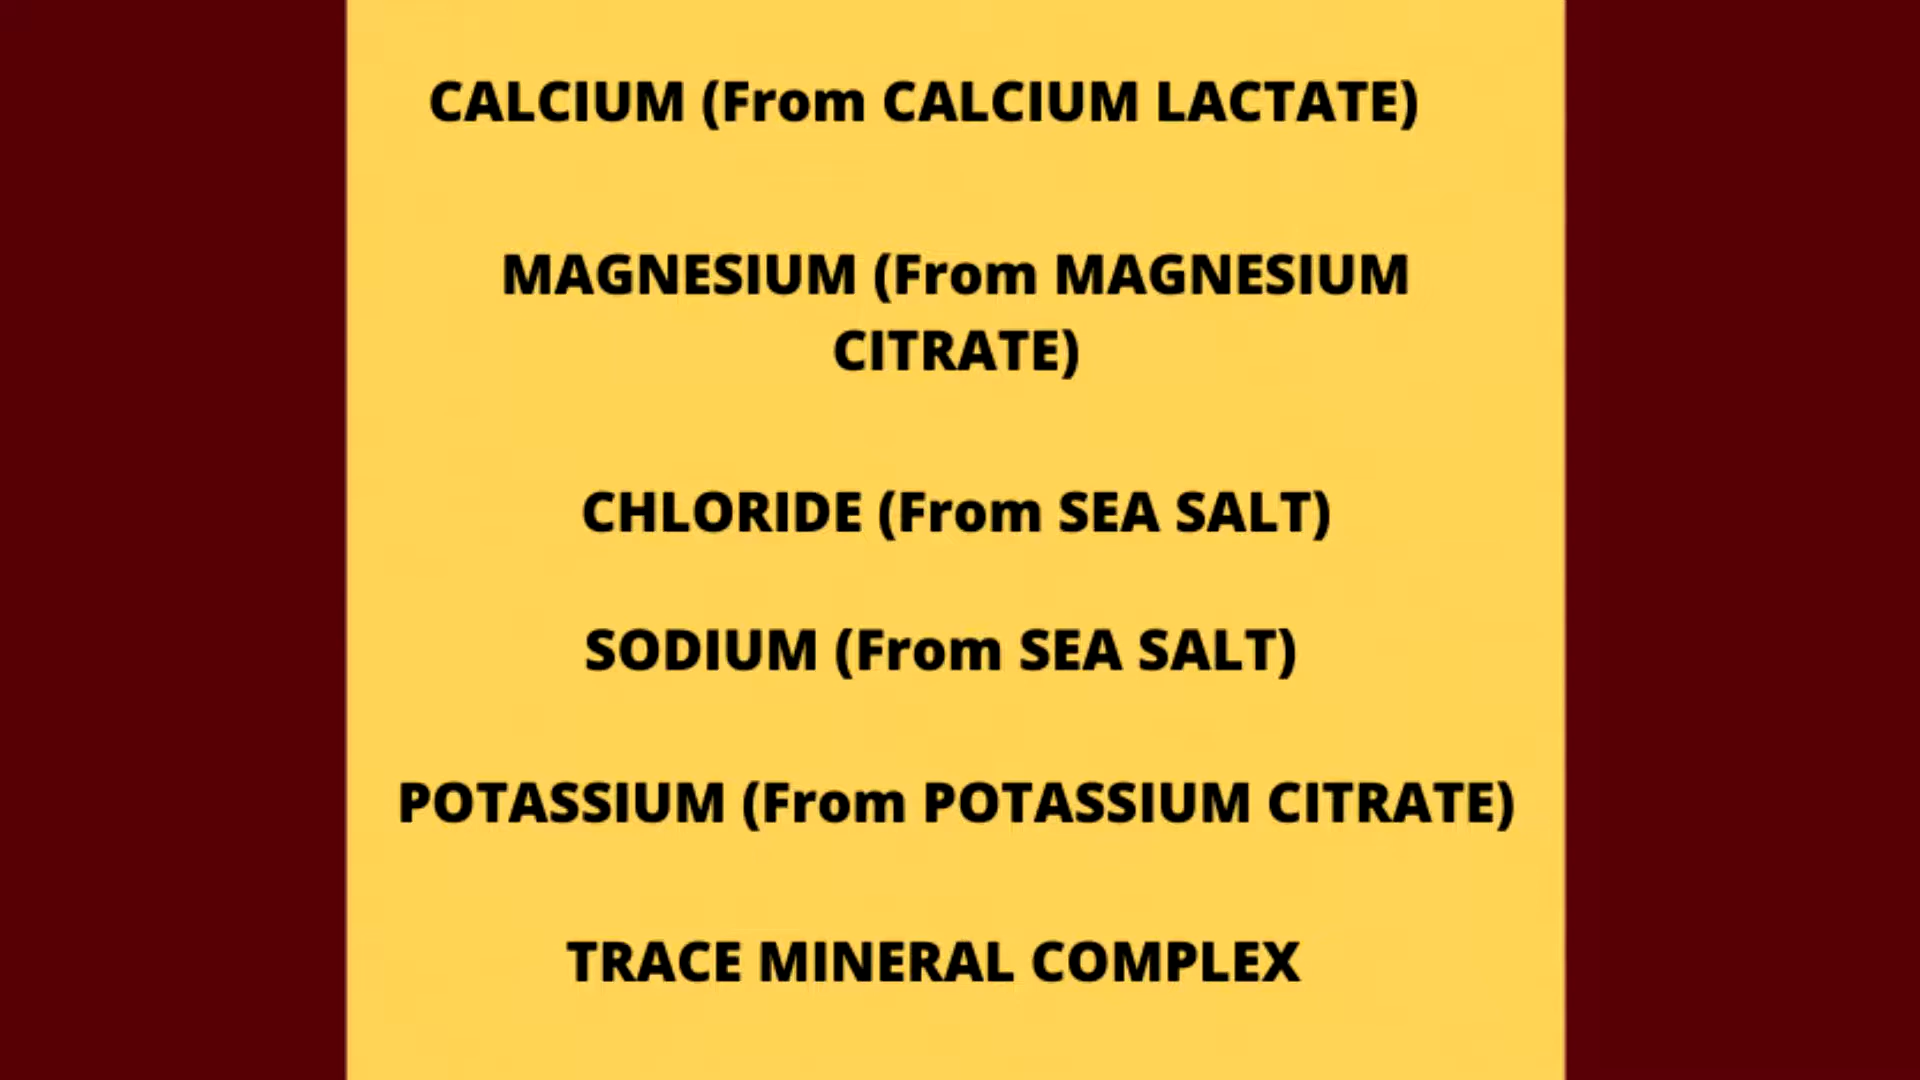 CALCIUM (From CALCIUM LACTATE)
MAGNESIUM (From MAGNESIUM
CITRATE)
CHLORIDE (From SEA SALT)
SODIUM (From SEA SALT)
POTASSIUM (From POTASSIUM CITRATE)
TRACE MINERAL COMPLEX